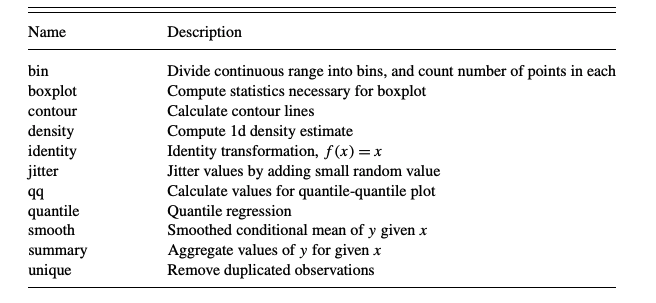 Name Description
bin Divide continuous range into bins, and count number of points in each
boxplot Compute statistics necessary for boxplot
contour Calculate contour lines
density Compute 1d density estimate
identity Identity transformation, f(x) = x
jitter Jitter values by adding small random value
qq Calculate values for quantile-quantile plot
quantile Quantile regression
smooth Smoothed conditional mean of y given x
summary Aggregate values of y for given x
unique Remove duplicated observations